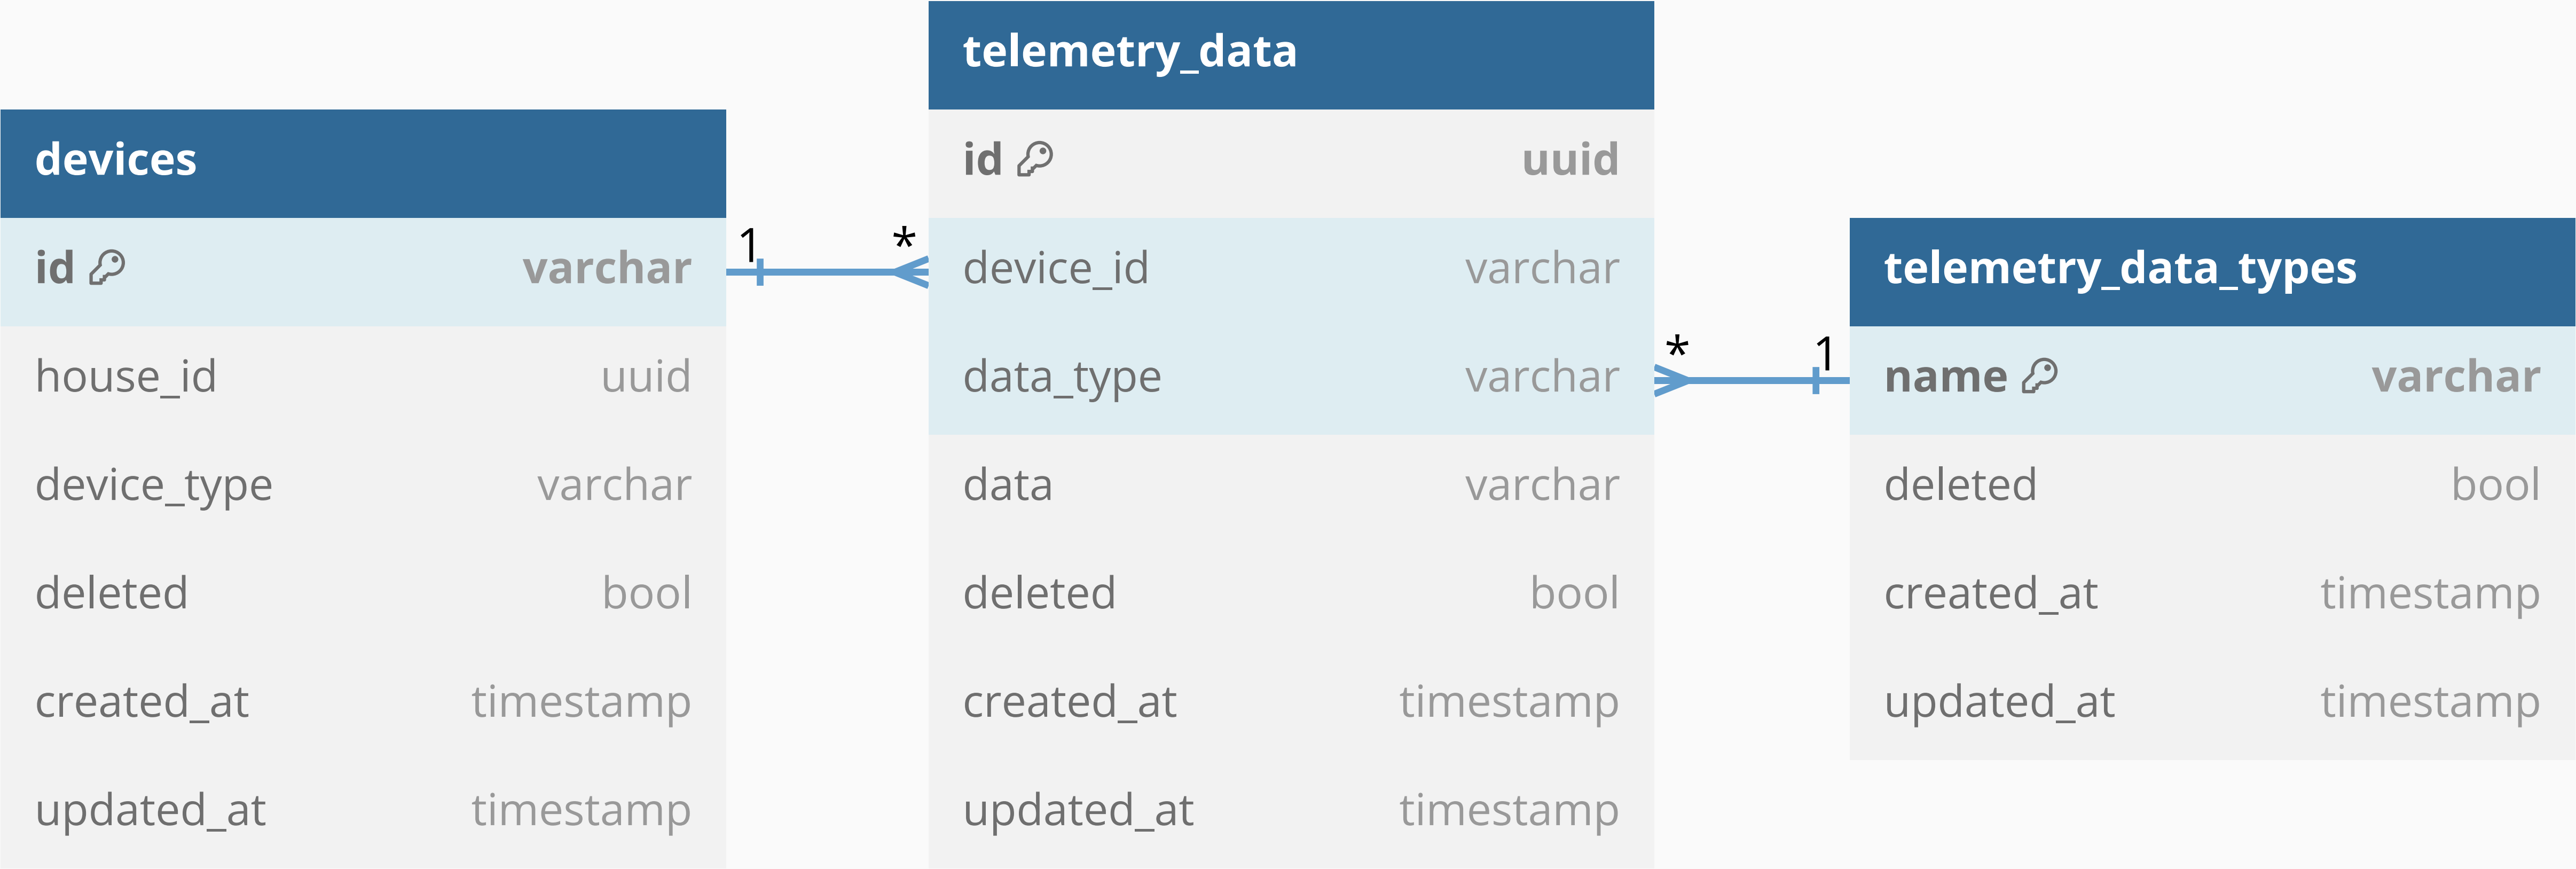 devices
id varchar
house_id uuid
device_type varchar
deleted bool
created_at timestamp
updated_at timestamp
1 *
telemetry_data
id uuid
device_id varchar
data_type varchar
data varchar
deleted bool
created_at timestamp
updated_at timestamp
* 1
telemetry_data_types
name varchar
deleted bool
created_at timestamp
updated_at timestamp